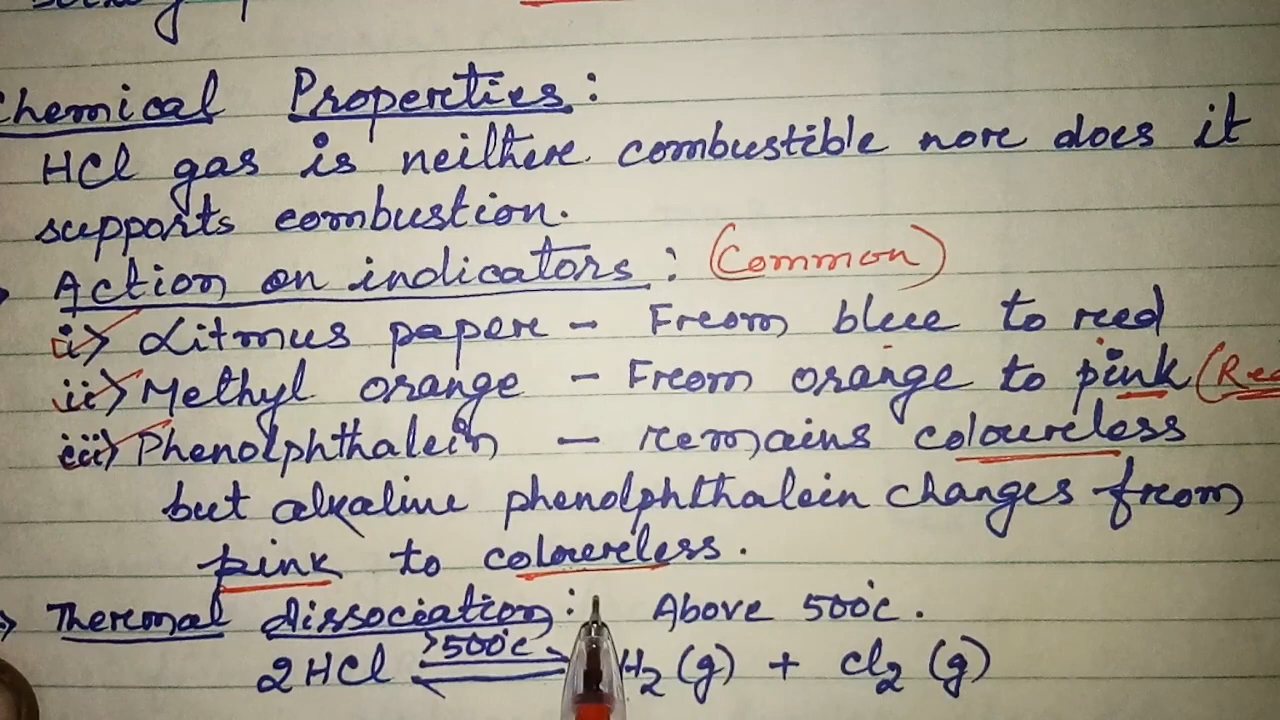 Chemical Properties :
HCl gas is neither combustible nor does it
supports combustion.
Action on indicators : (Common)
i) Litmus paper - From blue to red
ii) Methyl orange - From orange to pink (Red
iii) Phenolphthalein - remains colourless
but alkaline phenolphthalein changes from
pink to colourless.
Thermal dissociation : Above 500°C.
2HCl >500°C ⇌ H₂ (g) + Cl₂ (g)